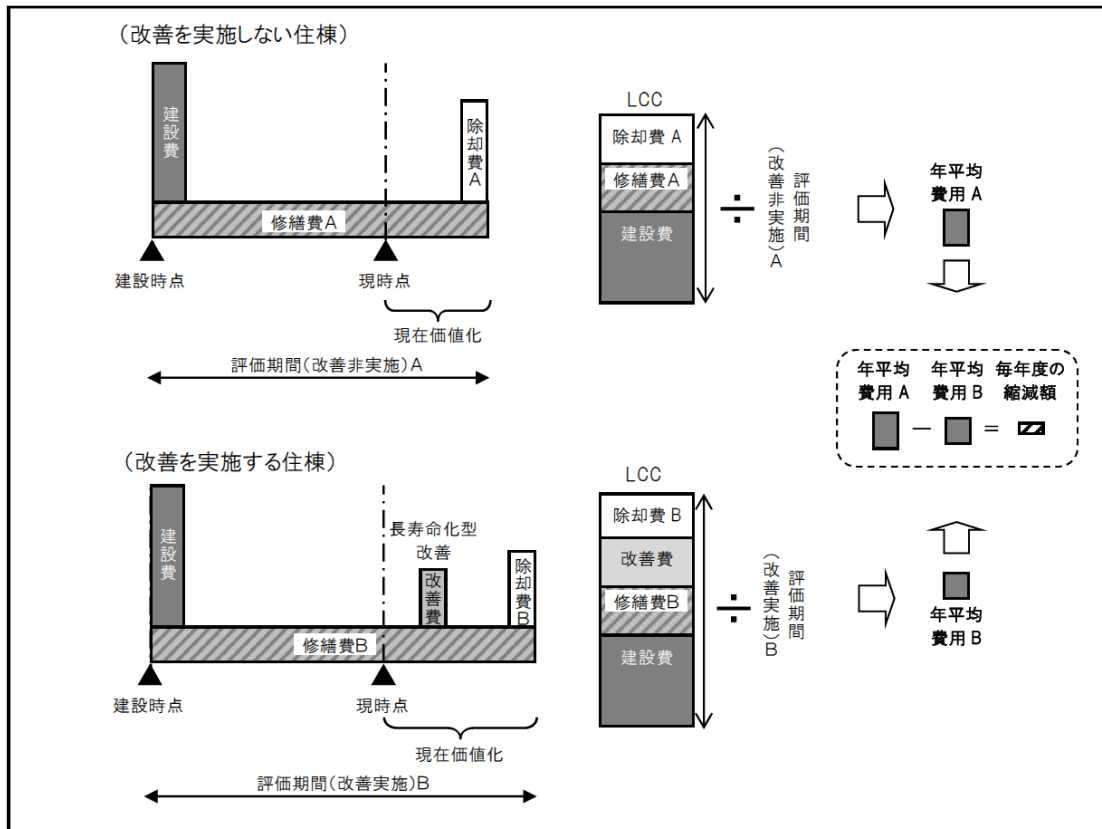 （改善を実施しない住棟）
建設費
除却費A
修繕費A
建設時点
現時点
現在価値化
評価期間(改善非実施)A
LCC
除却費 A
修繕費A
建設費
÷
評価期間
(改善非実施)A
年平均
費用 A
年平均
費用 A
年平均
費用 B
毎年度の
縮減額
－
＝
（改善を実施する住棟）
建設費
長寿命化型
改善
改善費
除却費B
修繕費B
建設時点
現時点
現在価値化
評価期間(改善実施)B
LCC
除却費 B
改善費
修繕費B
建設費
÷
評価期間
(改善実施)B
年平均
費用 B